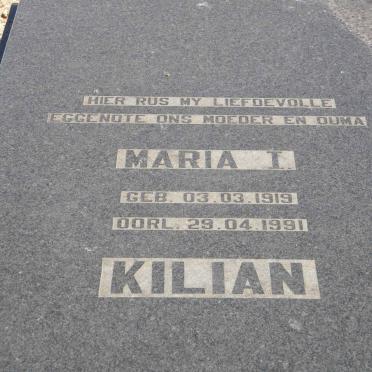 HIER RUS MY LIEFDEVOLLE
EGGENOTE ONS MOEDER EN OUMA
MARIA I.
GEB. 03.03.1919
OORL. 29.04.1991
KILIAN